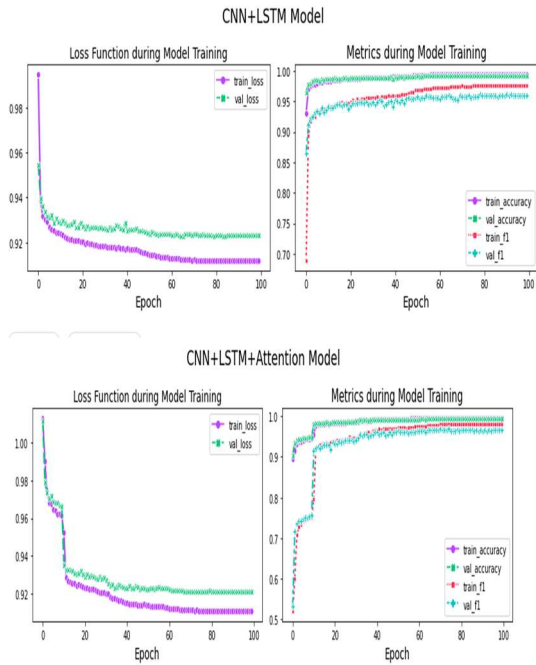 CNN+LSTM Model
Loss Function during Model Training
train_loss
val_loss
0.98
0.96
0.94
0.92
0 20 40 60 80 100
Epoch
Metrics during Model Training
1.00
0.95
0.90
0.85
0.80
0.75
0.70
train_accuracy
val_accuracy
train_f1
val_f1
0 20 40 60 80 100
Epoch
CNN+LSTM+Attention Model
Loss Function during Model Training
train_loss
val_loss
1.00
0.98
0.96
0.94
0.92
0 20 40 60 80 100
Epoch
Metrics during Model Training
1.0
0.9
0.8
0.7
0.6
0.5
train_accuracy
val_accuracy
train_f1
val_f1
0 20 40 60 80 100
Epoch